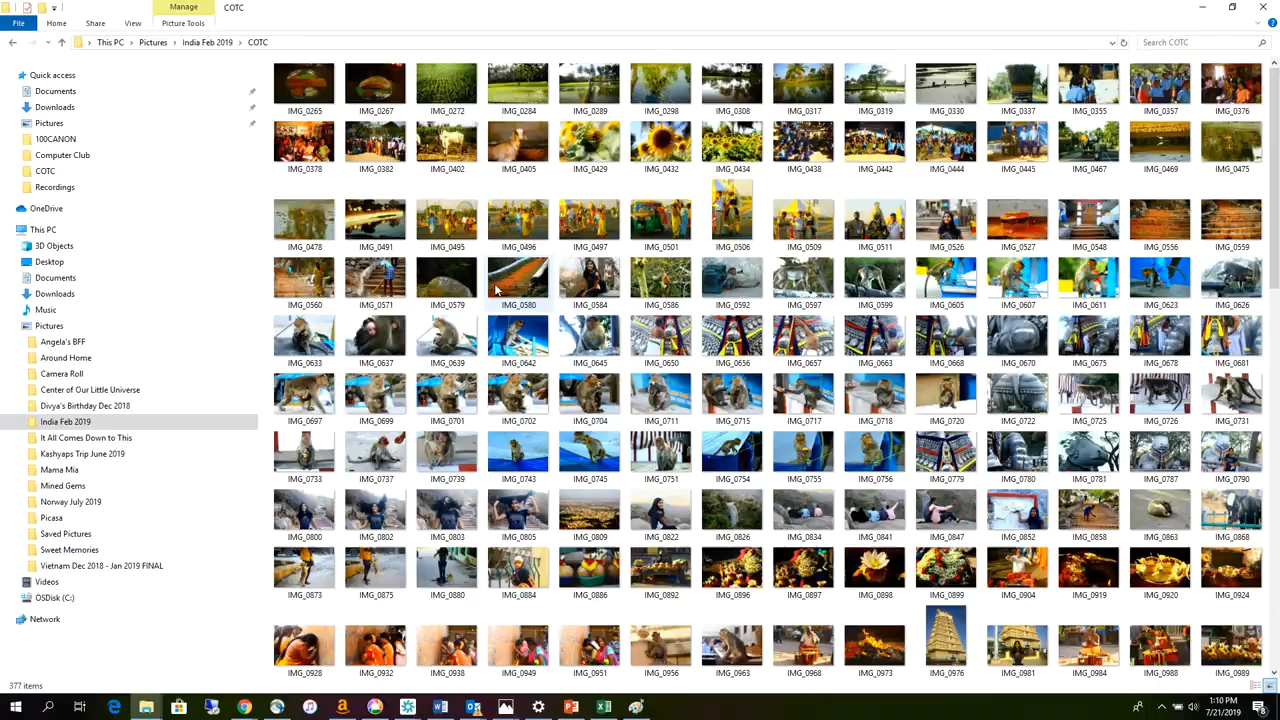 Manage
COTC
File
Home
Share
View
Picture Tools
This PC > Pictures > India Feb 2019 > COTC
Search COTC
Quick access
Documents
Downloads
Pictures
100CANON
Computer Club
COTC
Recordings
OneDrive
This PC
3D Objects
Desktop
Documents
Downloads
Music
Pictures
Angela's BFF
Around Home
Camera Roll
Center of Our Little Universe
Divya's Birthday Dec 2018
India Feb 2019
It All Comes Down to This
Kashyaps Trip June 2019
Mama Mia
Mined Gems
Norway July 2019
Picasa
Saved Pictures
Sweet Memories
Vietnam Dec 2018 - Jan 2019 FINAL
Videos
OSDisk (C:)
Network
IMG_0265 IMG_0267 IMG_0272 IMG_0284 IMG_0289 IMG_0298 IMG_0308 IMG_0317 IMG_0319 IMG_0330 IMG_0337 IMG_0355 IMG_0357 IMG_0376
IMG_0378 IMG_0382 IMG_0402 IMG_0405 IMG_0429 IMG_0432 IMG_0434 IMG_0438 IMG_0442 IMG_0444 IMG_0445 IMG_0467 IMG_0469 IMG_0475
IMG_0478 IMG_0491 IMG_0495 IMG_0496 IMG_0497 IMG_0501 IMG_0506 IMG_0509 IMG_0511 IMG_0526 IMG_0527 IMG_0548 IMG_0556 IMG_0559
IMG_0560 IMG_0571 IMG_0579 IMG_0580 IMG_0584 IMG_0586 IMG_0592 IMG_0597 IMG_0599 IMG_0605 IMG_0607 IMG_0611 IMG_0623 IMG_0626
IMG_0633 IMG_0637 IMG_0639 IMG_0642 IMG_0645 IMG_0650 IMG_0656 IMG_0657 IMG_0663 IMG_0668 IMG_0670 IMG_0675 IMG_0678 IMG_0681
IMG_0697 IMG_0699 IMG_0701 IMG_0702 IMG_0704 IMG_0711 IMG_0715 IMG_0717 IMG_0718 IMG_0720 IMG_0722 IMG_0724 IMG_0726 IMG_0731
IMG_0733 IMG_0737 IMG_0739 IMG_0743 IMG_0745 IMG_0751 IMG_0754 IMG_0755 IMG_0756 IMG_0779 IMG_0780 IMG_0781 IMG_0787 IMG_0790
IMG_0800 IMG_0802 IMG_0803 IMG_0805 IMG_0809 IMG_0822 IMG_0826 IMG_0834 IMG_0841 IMG_0847 IMG_0852 IMG_0858 IMG_0863 IMG_0868
IMG_0873 IMG_0875 IMG_0880 IMG_0884 IMG_0886 IMG_0892 IMG_0896 IMG_0897 IMG_0898 IMG_0899 IMG_0904 IMG_0919 IMG_0920 IMG_0924
IMG_0928 IMG_0932 IMG_0938 IMG_0949 IMG_0951 IMG_0956 IMG_0963 IMG_0968 IMG_0973 IMG_0976 IMG_0981 IMG_0984 IMG_0988 IMG_0989
377 items
1:10 PM
7/21/2019